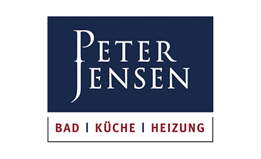 PETER
JENSEN
BAD | KÜCHE | HEIZUNG